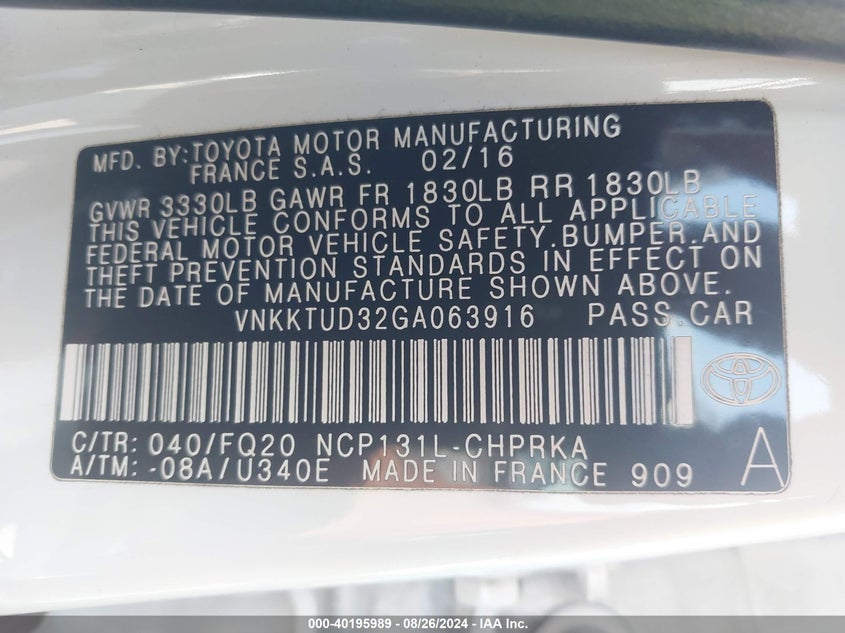 MFD. BY:TOYOTA MOTOR MANUFACTURING
FRANCE S.A.S. 02/16
GVWR 3330LB GAWR FR 1830LB RR 1830LB
THIS VEHICLE CONFORMS TO ALL APPLICABLE
FEDERAL MOTOR VEHICLE SAFETY.BUMPER.AND
THEFT PREVENTION STANDARDS IN EFFECT ON
THE DATE OF MANUFACTURE SHOWN ABOVE.
VNKKTUD32GA063916 PASS.CAR
C/TR: 040/FQ20 NCP131L-CHPRKA
A/TM: -08A/U340E MADE IN FRANCE 909 A
000-40195989 - 08/26/2024 - IAA Inc.